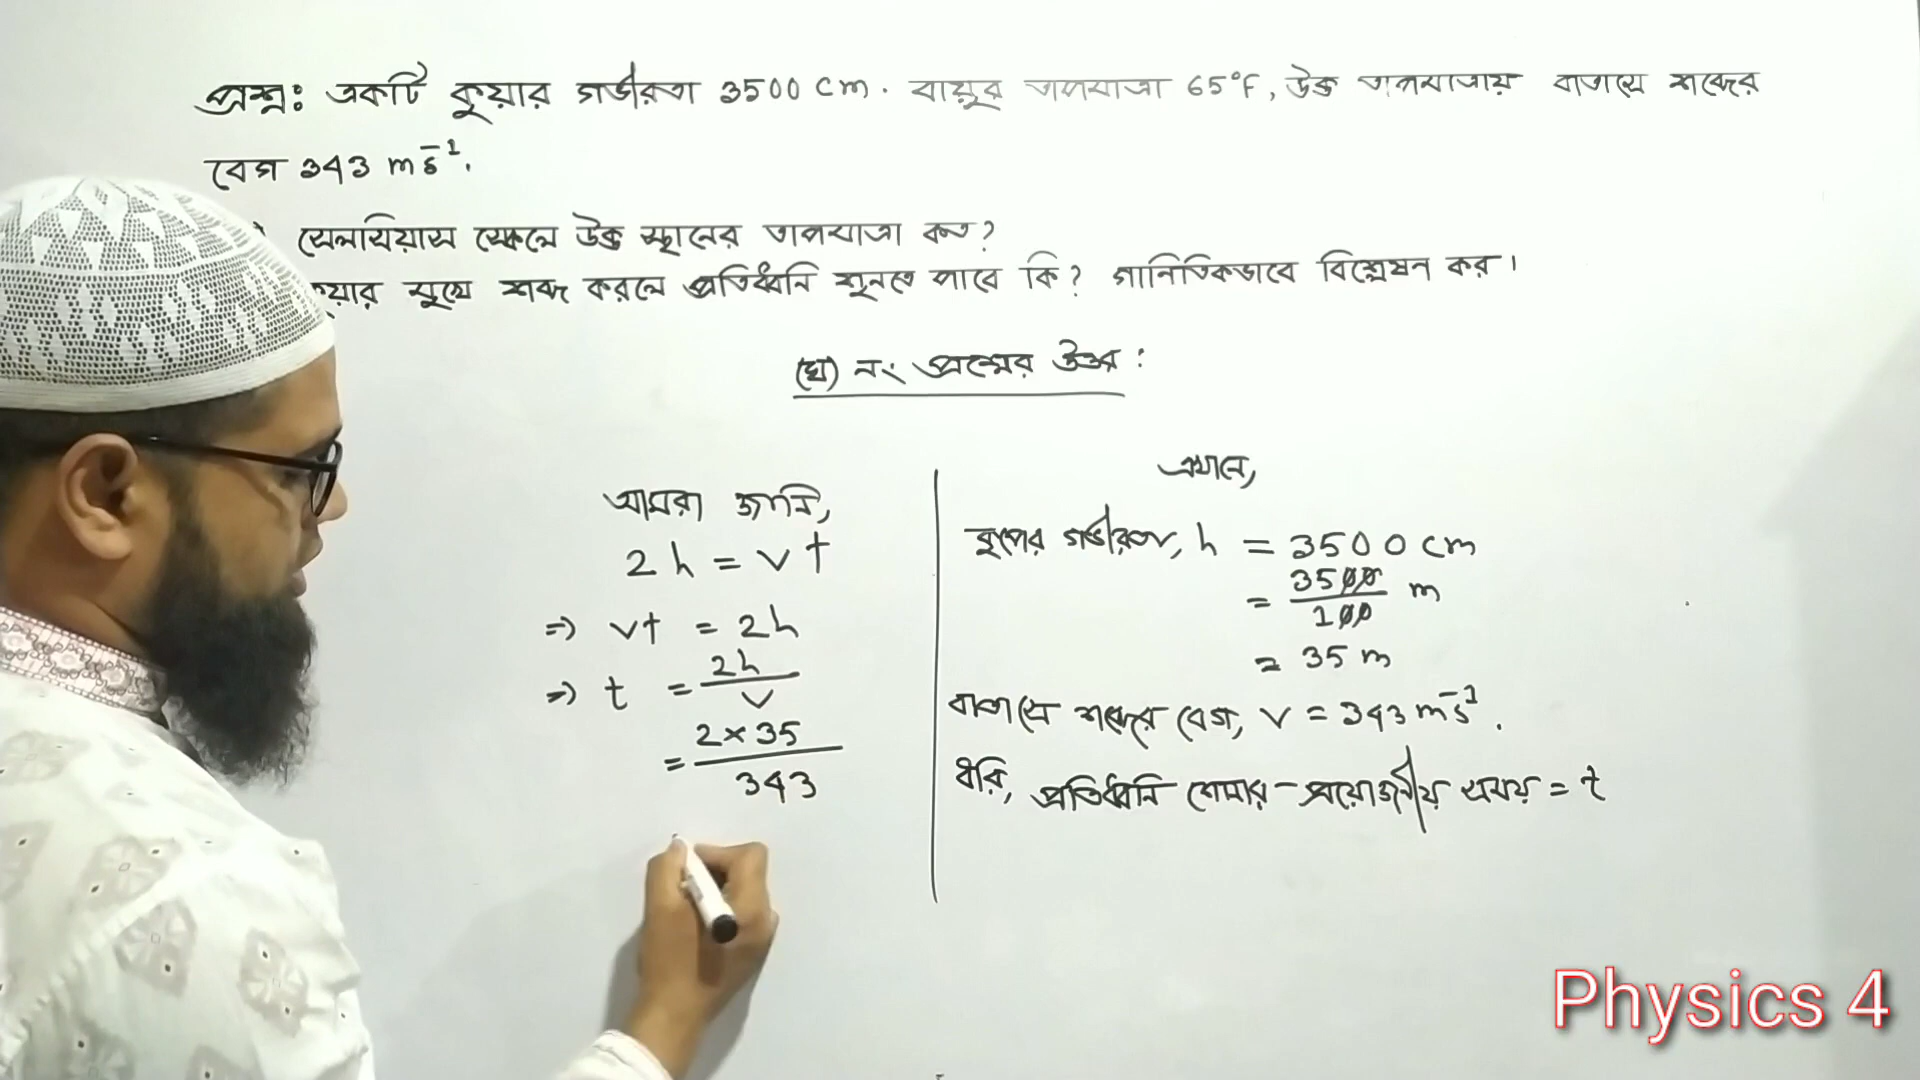 প্রশ্ন: একটি কুয়ার গভীরতা 3500 cm. বায়ুর তাপমাত্রা 65°F, উক্ত তাপমাত্রায় বাতাসে শব্দের
বেগ 343 ms⁻¹.
সেলসিয়াস স্কেলে উক্ত স্থানের তাপমাত্রা কত?
য়ার মুখে শব্দ করলে প্রতিধ্বনি শুনতে পাবে কি? গানিতিকভাবে বিশ্লেষন কর।
(ঘ) নং প্রশ্নের উত্তর:
আমরা জানি,
2h = vt
⇒ vt = 2h
⇒ t = 2h/v
= 2×35/343
এখানে,
কূপের গভীরতা, h = 3500 cm
= 3500/100 m
= 35 m
বাতাসে শব্দের বেগ, v = 343 ms⁻¹.
ধরি, প্রতিধ্বনি শোনার প্রয়োজনীয় সময় = t
Physics 4